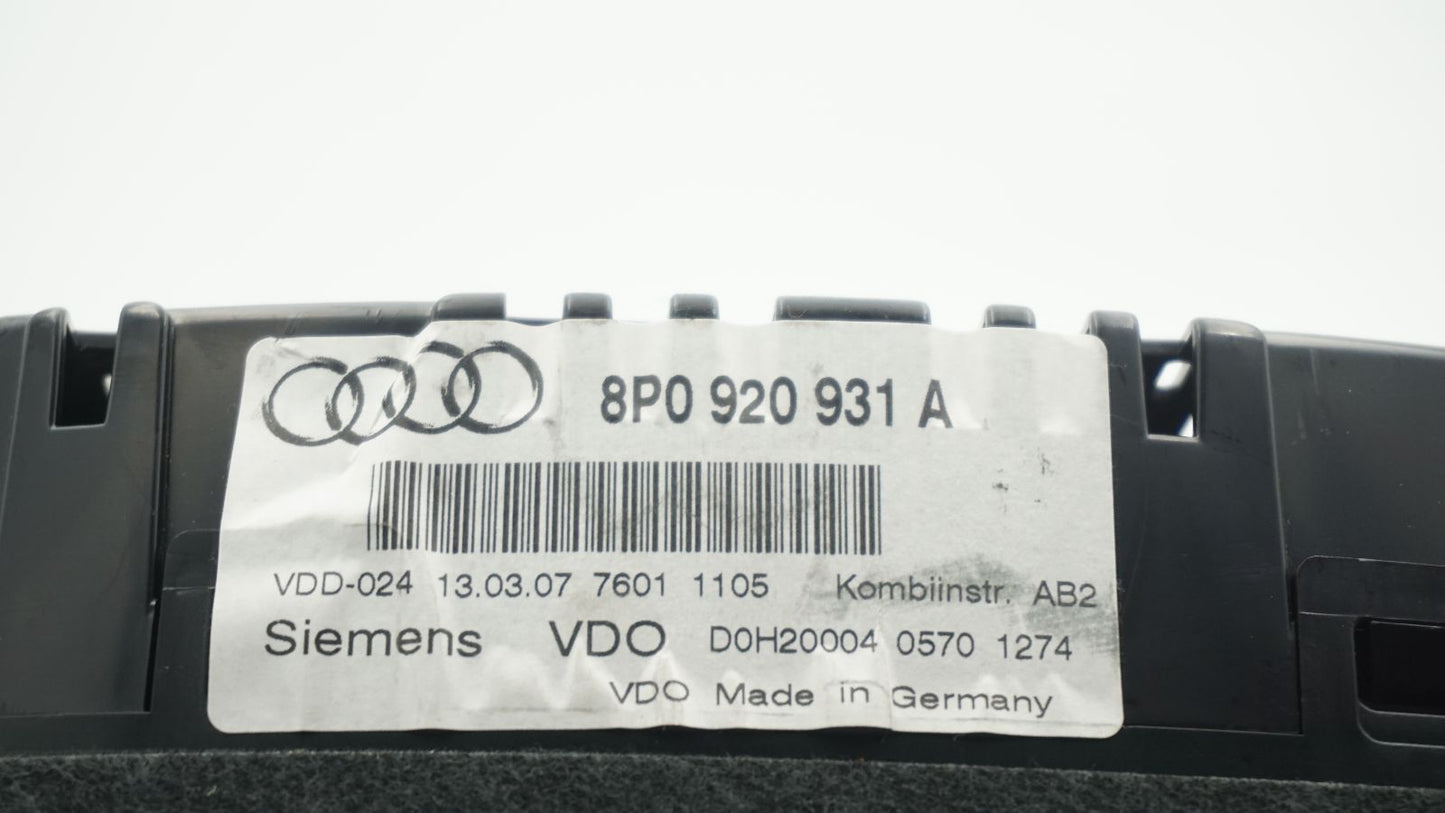 8P0 920 931 A
VDD-024 13.03.07 7601 1105 Kombiinstr. AB2
Siemens VDO D0H20004 0570 1274
VDO Made in Germany